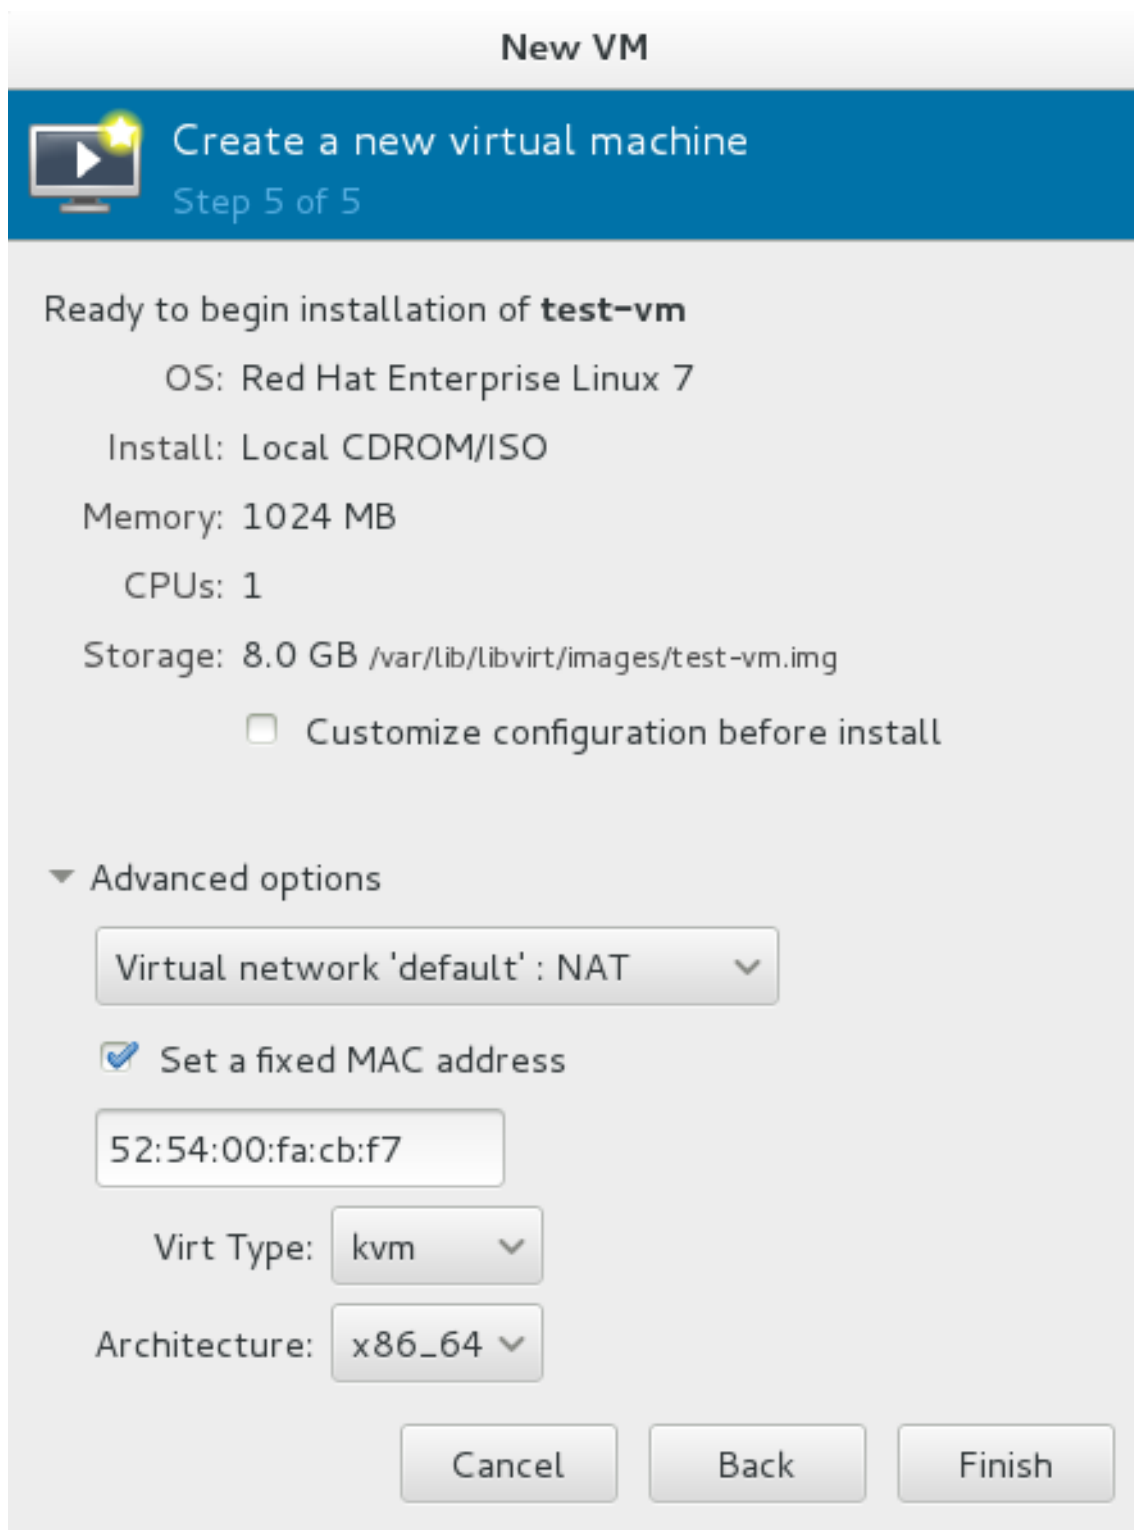 New VM
Create a new virtual machine
Step 5 of 5
Ready to begin installation of test-vm
OS: Red Hat Enterprise Linux 7
Install: Local CDROM/ISO
Memory: 1024 MB
CPUs: 1
Storage: 8.0 GB /var/lib/libvirt/images/test-vm.img
Customize configuration before install
Advanced options
Virtual network 'default' : NAT
Set a fixed MAC address
52:54:00:fa:cb:f7
Virt Type: kvm
Architecture: x86_64
Cancel Back Finish